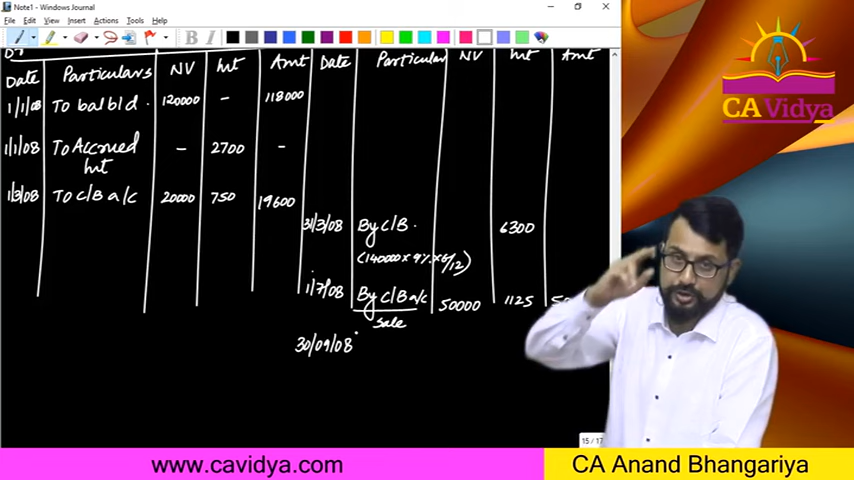 Note1 - Windows Journal
File Edit View Insert Actions Tools Help
Date Particulars NV Int Amt Date Particular NV Int Amt
1/1/08 To bal b/d. 120000 - 118000
1/1/08 To Accrued Int - 2700 -
1/3/08 To C/B a/c 20000 750 19600
31/3/08 By C/B. 6300
(140000 × 9% × 6/12)
1/7/08 By C/B a/c 50000 1125
Sale
30/09/08
15 / 17
CA Vidya
www.cavidya.com
CA Anand Bhangariya